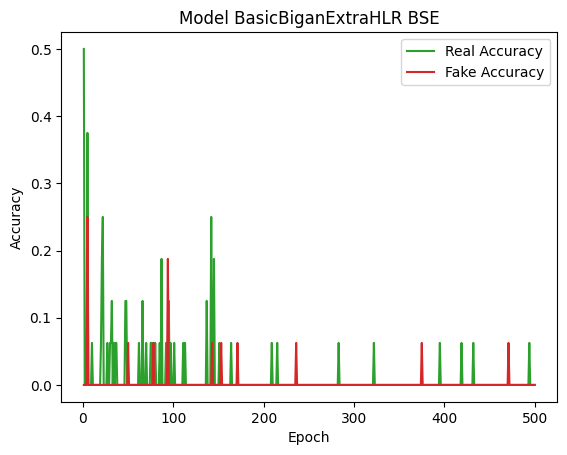 Model BasicBiganExtraHLR BSE
Real Accuracy
Fake Accuracy
0.5
0.4
0.3
0.2
0.1
0.0
Accuracy
0
100
200
300
400
500
Epoch